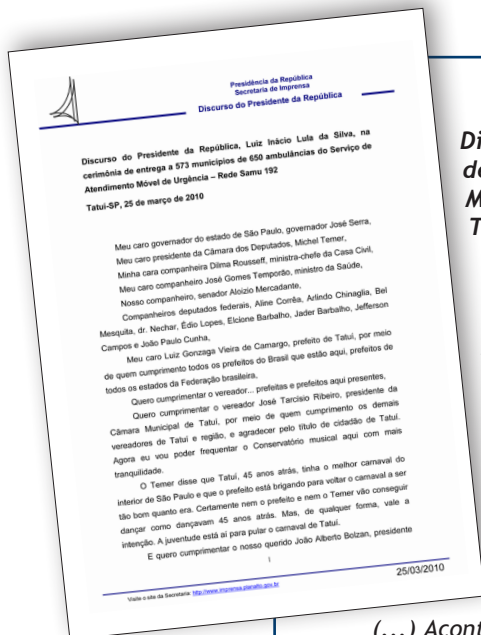 Presidência da República
Secretaria de Imprensa
Discurso do Presidente da República
Discurso do Presidente da República, Luiz Inácio Lula da Silva, na
cerimônia de entrega a 573 municípios de 650 ambulâncias do Serviço de
Atendimento Móvel de Urgência – Rede Samu 192
Tatuí-SP, 25 de março de 2010
Meu caro governador do estado de São Paulo, governador José Serra,
Meu caro presidente da Câmara dos Deputados, Michel Temer,
Minha cara companheira Dilma Rousseff, ministra-chefe da Casa Civil,
Meu caro companheiro José Gomes Temporão, ministro da Saúde,
Nosso companheiro, senador Aloizio Mercadante,
Companheiros deputados federais, Aline Corrêa, Arlindo Chinaglia, Bel
Mesquita, dr. Nechar, Édio Lopes, Elcione Barbalho, Jader Barbalho, Jefferson
Campos e João Paulo Cunha,
Meu caro Luiz Gonzaga Vieira de Camargo, prefeito de Tatuí, por meio
de quem cumprimento todos os prefeitos do Brasil que estão aqui, prefeitos de
todos os estados da Federação brasileira,
Quero cumprimentar o vereador... prefeitas e prefeitos aqui presentes,
Quero cumprimentar o vereador José Tarcísio Ribeiro, presidente da
Câmara Municipal de Tatuí, por meio de quem cumprimento os demais
vereadores de Tatuí e região, e agradecer pelo título de cidadão de Tatuí.
Agora eu vou poder frequentar o Conservatório musical aqui com mais
tranquilidade.
O Temer disse que Tatuí, 45 anos atrás, tinha o melhor carnaval do
interior de São Paulo e que o prefeito está brigando para voltar o carnaval a ser
tão bom quanto era. Certamente nem o prefeito e nem o Temer vão conseguir
dançar como dançavam 45 anos atrás. Mas, de qualquer forma, vale a
intenção. A juventude está aí para pular o carnaval de Tatuí.
E quero cumprimentar o nosso querido João Alberto Bolzan, presidente
1
Visite o site da Secretaria: http://www.imprensa.planalto.gov.br
25/03/2010
Di
de
M
T
(...) Acont